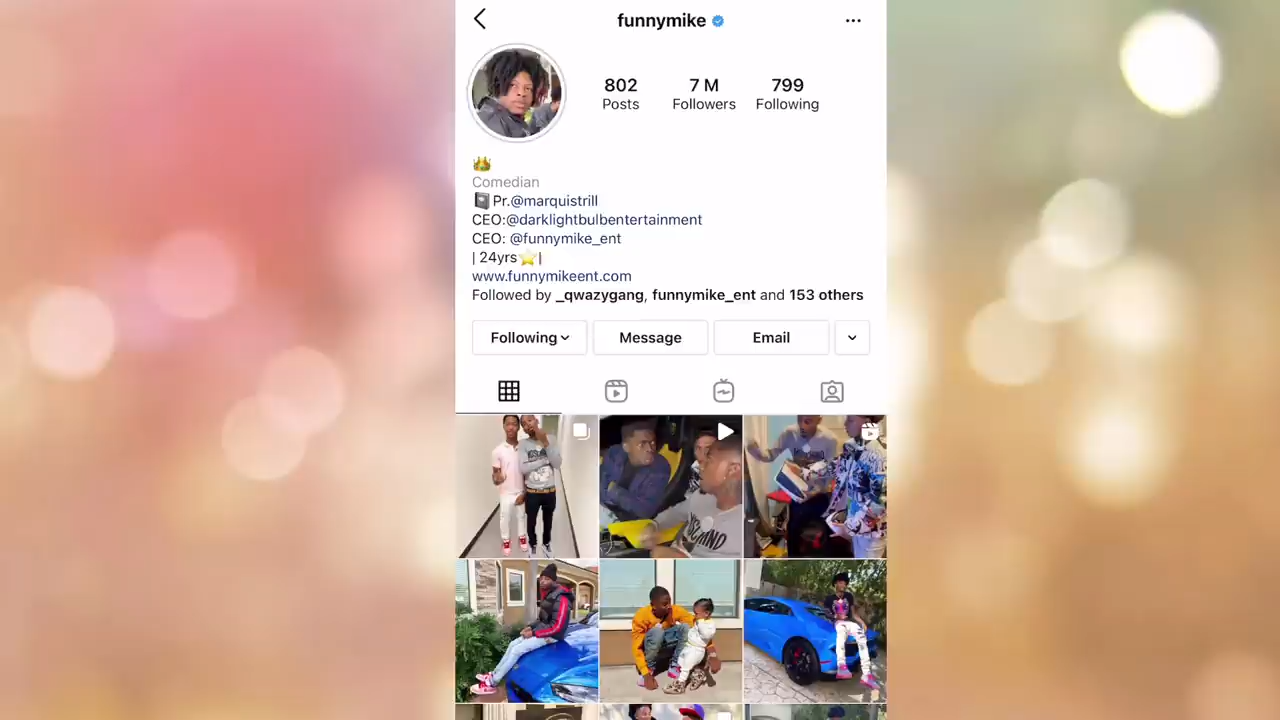 funnymike
802
7 M
799
Posts
Followers
Following
Comedian
Pr.@marquistrill
CEO:@darklightbulbentertainment
CEO: @funnymike_ent
| 24yrs⭐|
www.funnymikeent.com
Followed by _qwazygang, funnymike_ent and 153 others
Following
Message
Email